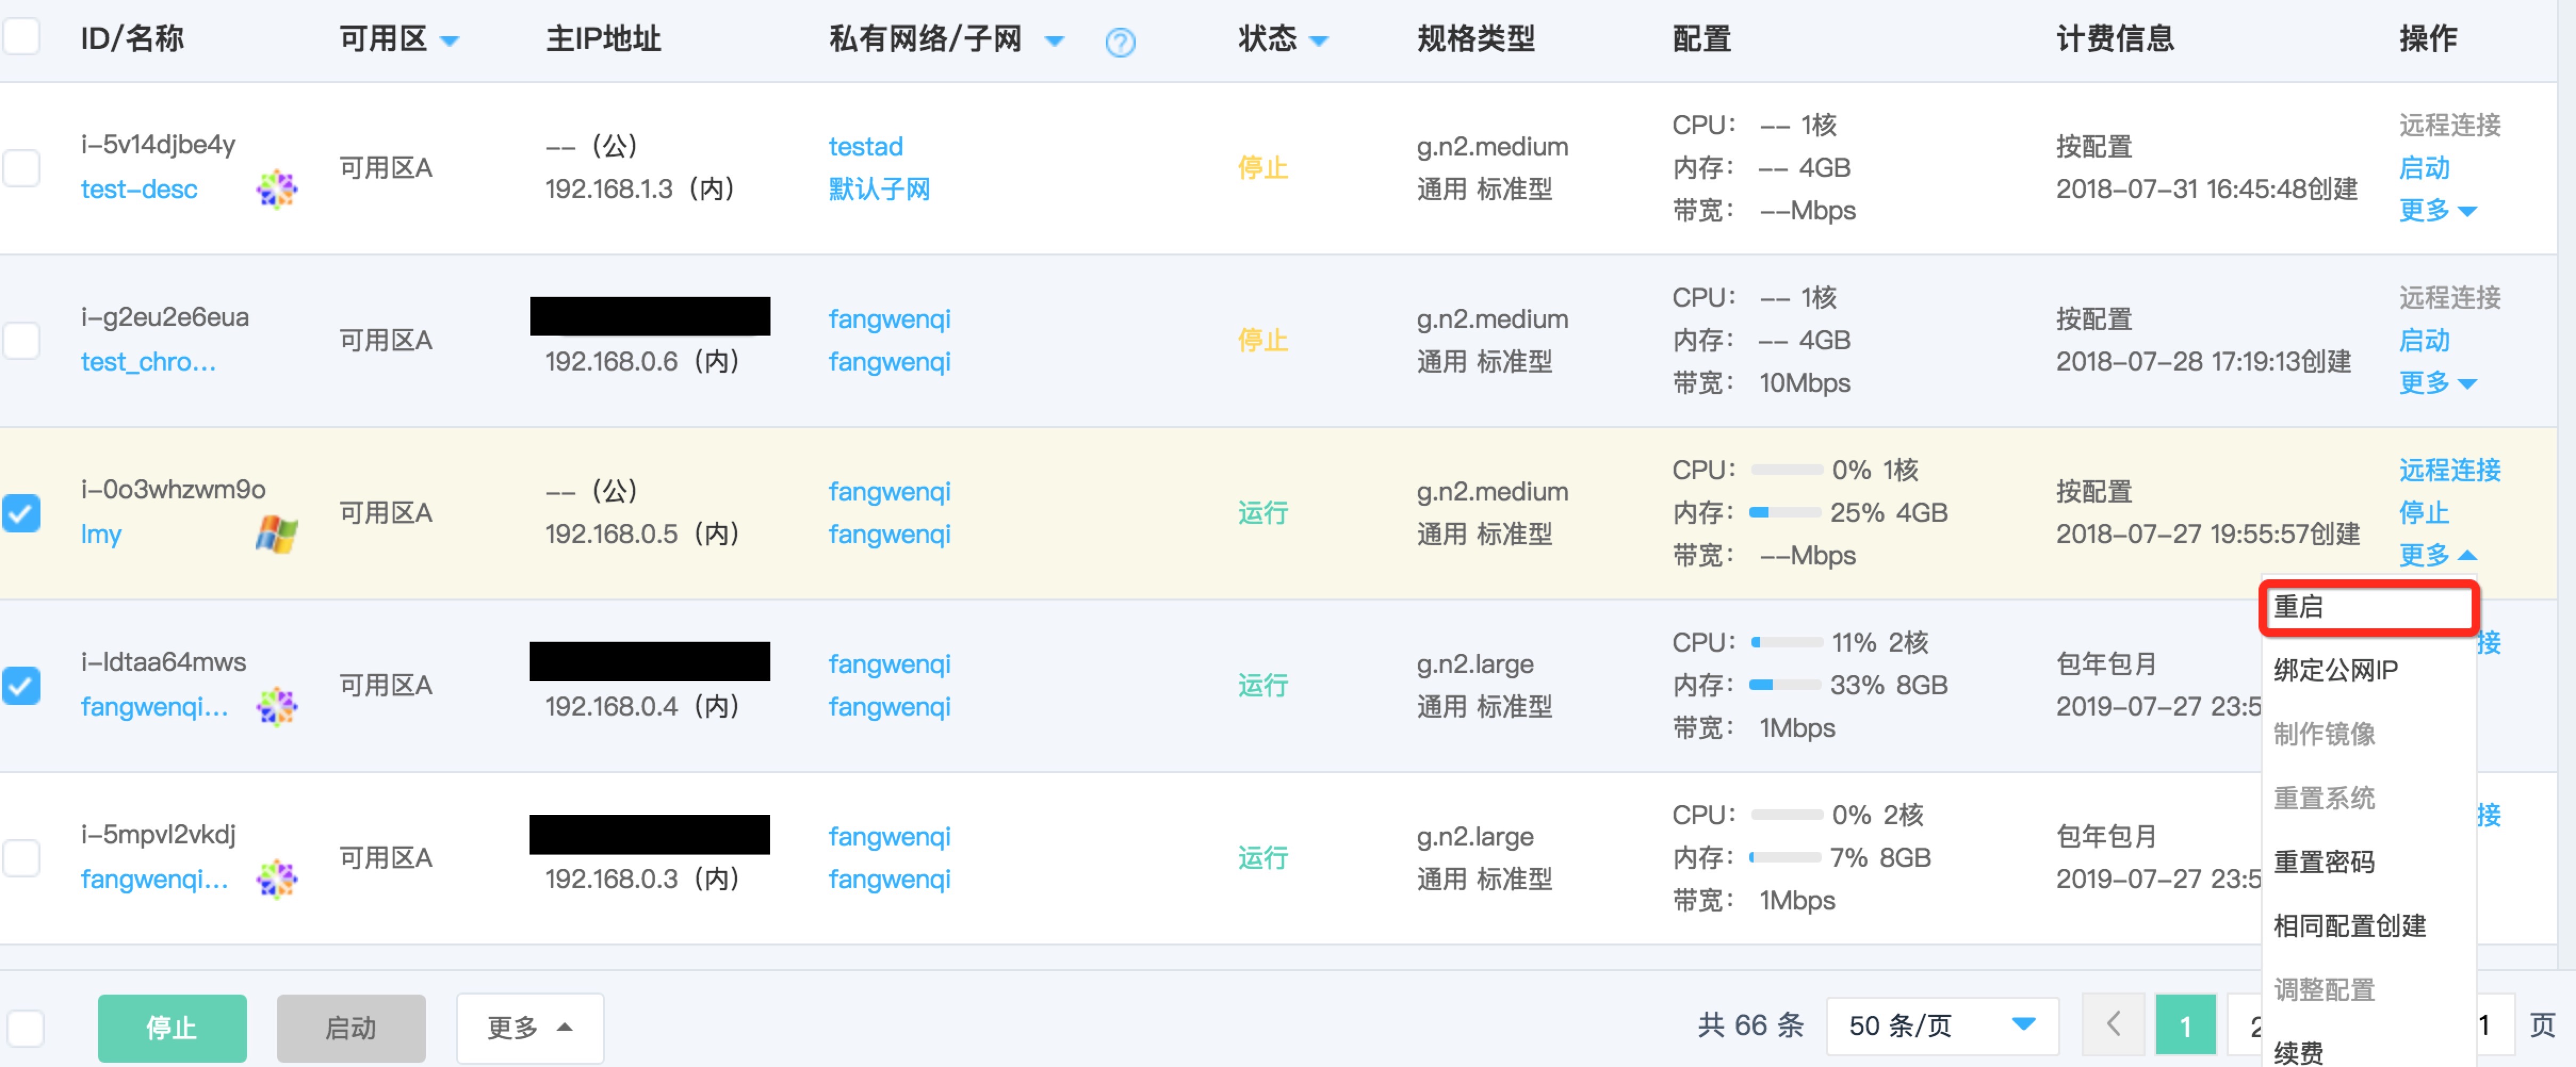 ID/名称 可用区 主IP地址 私有网络/子网 ? 状态 规格类型 配置 计费信息 操作
i-5v14djbe4y
test-desc
可用区A
-- （公）
192.168.1.3（内）
testad
默认子网
停止
g.n2.medium
通用 标准型
CPU： -- 1核
内存： -- 4GB
带宽： --Mbps
按配置
2018-07-31 16:45:48创建
远程连接
启动
更多
i-g2eu2e6eua
test_chro...
可用区A
192.168.0.6（内）
fangwenqi
fangwenqi
停止
g.n2.medium
通用 标准型
CPU： -- 1核
内存： -- 4GB
带宽： 10Mbps
按配置
2018-07-28 17:19:13创建
远程连接
启动
更多
i-0o3whzwm9o
lmy
可用区A
-- （公）
192.168.0.5（内）
fangwenqi
fangwenqi
运行
g.n2.medium
通用 标准型
CPU： 0% 1核
内存： 25% 4GB
带宽： --Mbps
按配置
2018-07-27 19:55:57创建
远程连接
停止
更多
i-ldtaa64mws
fangwenqi...
可用区A
192.168.0.4（内）
fangwenqi
fangwenqi
运行
g.n2.large
通用 标准型
CPU： 11% 2核
内存： 33% 8GB
带宽： 1Mbps
包年包月
2019-07-27 23:5
接
i-5mpvl2vkdj
fangwenqi...
可用区A
192.168.0.3（内）
fangwenqi
fangwenqi
运行
g.n2.large
通用 标准型
CPU： 0% 2核
内存： 7% 8GB
带宽： 1Mbps
包年包月
2019-07-27 23:5
接
重启
绑定公网IP
制作镜像
重置系统
重置密码
相同配置创建
调整配置
续费
停止 启动 更多 共 66 条 50 条/页 < 1 2 1 页